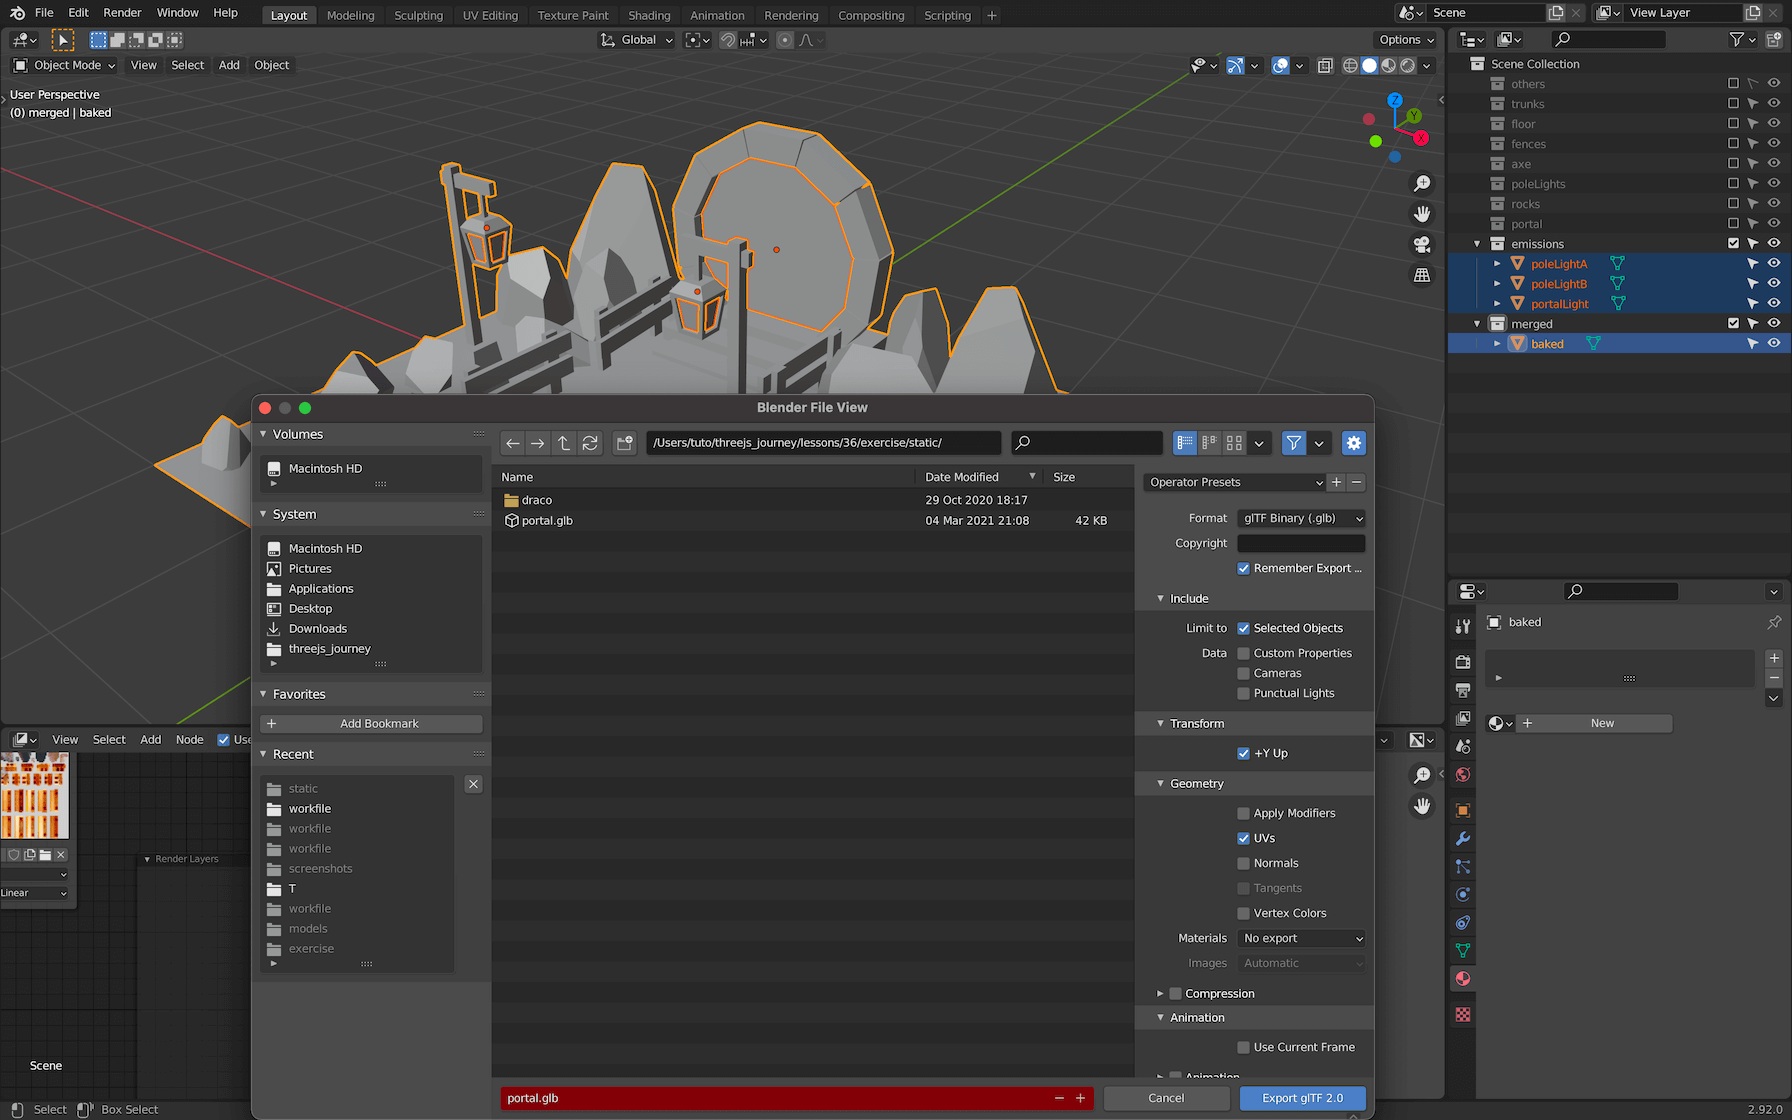 File Edit Render Window Help Layout Modeling Sculpting UV Editing Texture Paint Shading Animation Rendering Compositing Scripting Scene View Layer
Global Options
Object Mode View Select Add Object
User Perspective
(0) merged | baked
Z
Y
X
Scene Collection
others
trunks
floor
fences
axe
poleLights
rocks
portal
emissions
poleLightA
poleLightB
portalLight
merged
baked
Blender File View
Volumes
Macintosh HD
System
Macintosh HD
Pictures
Applications
Desktop
Downloads
threejs_journey
Favorites
Add Bookmark
Recent
static
workfile
workfile
workfile
screenshots
T
workfile
models
exercise
/Users/tuto/threejs_journey/lessons/36/exercise/static/
Name Date Modified Size
draco 29 Oct 2020 18:17
portal.glb 04 Mar 2021 21:08 42 KB
Operator Presets
Format glTF Binary (.glb)
Copyright
Remember Export ...
Include
Limit to Selected Objects
Data Custom Properties
Cameras
Punctual Lights
Transform
+Y Up
Geometry
Apply Modifiers
UVs
Normals
Tangents
Vertex Colors
Materials No export
Images Automatic
Compression
Animation
Use Current Frame
Animation
portal.glb
Cancel Export glTF 2.0
baked
New
View Select Add Node Use
Render Layers
Linear
Scene
Select Box Select
2.92.0